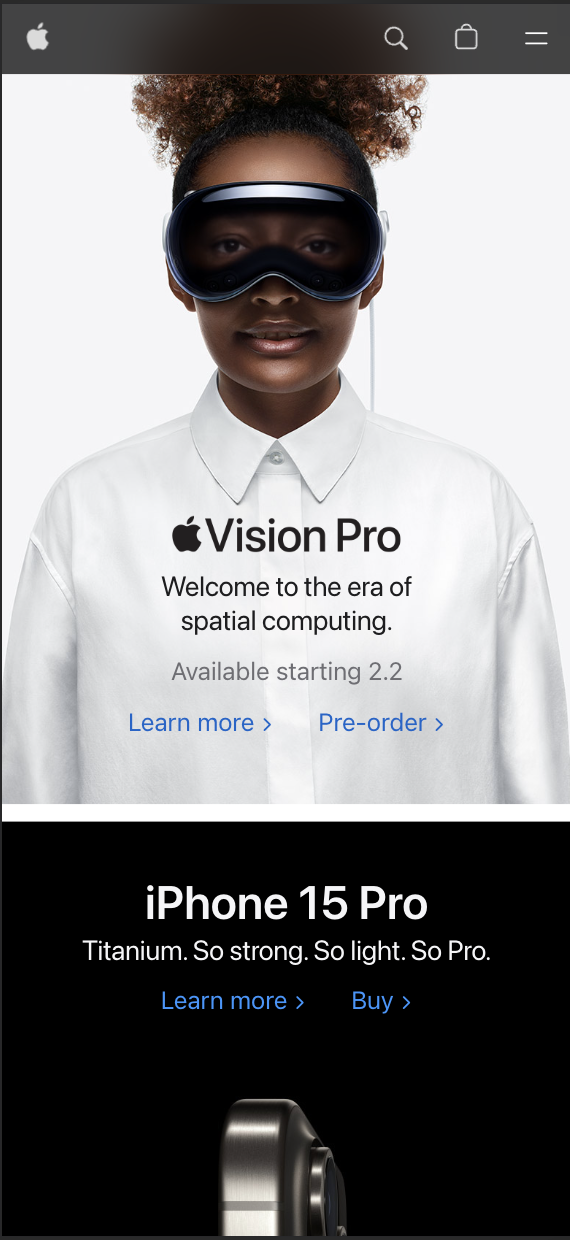 Vision Pro
Welcome to the era of
spatial computing.
Available starting 2.2
Learn more >
Pre-order >
iPhone 15 Pro
Titanium. So strong. So light. So Pro.
Learn more >
Buy >